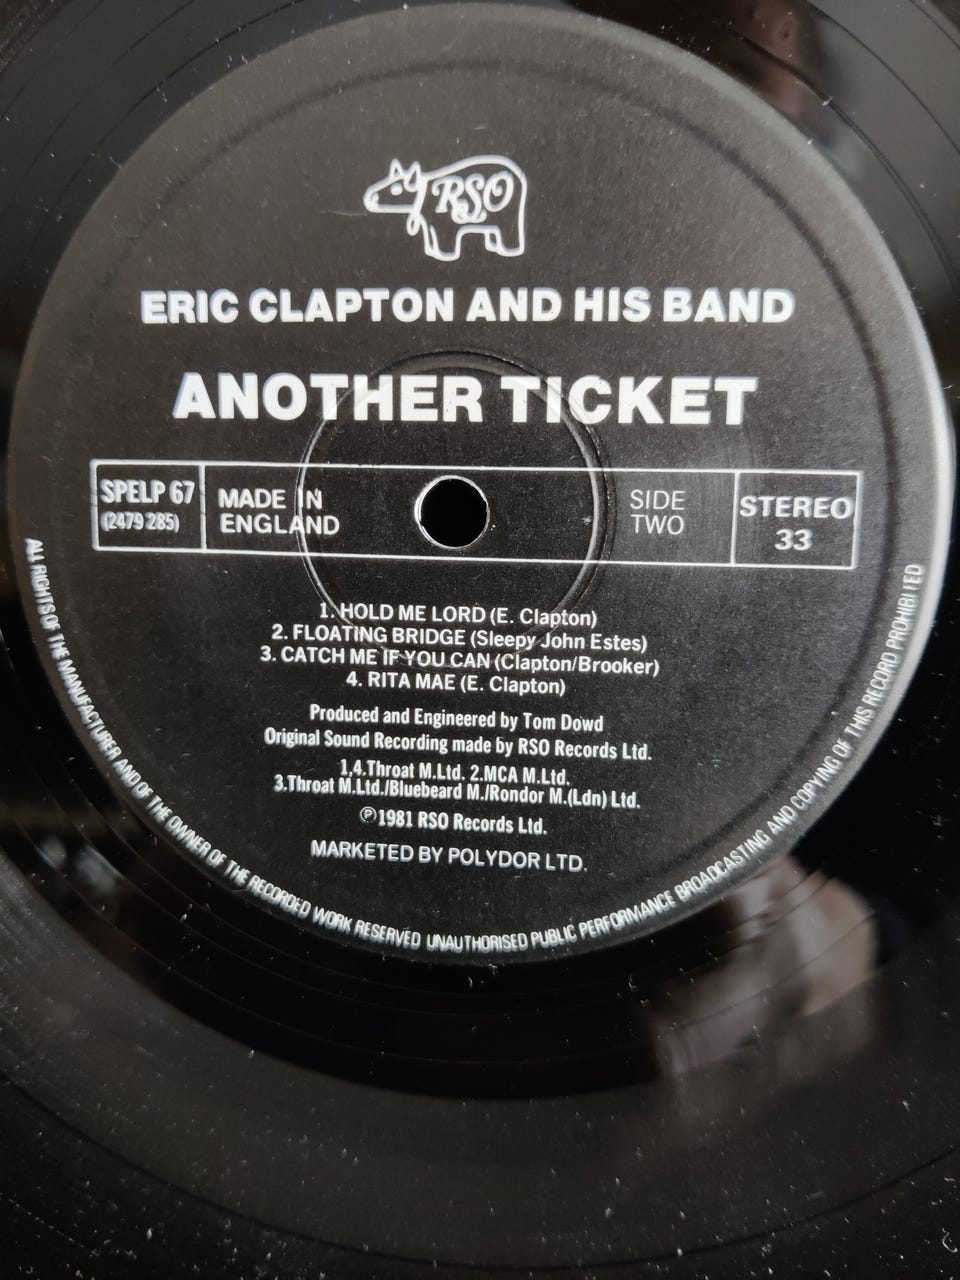 RSO
ERIC CLAPTON AND HIS BAND
ANOTHER TICKET
SPELP 67
(2479 285)
MADE IN
ENGLAND
SIDE
TWO
STEREO
33
1. HOLD ME LORD (E. Clapton)
2. FLOATING BRIDGE (Sleepy John Estes)
3. CATCH ME IF YOU CAN (Clapton/Brooker)
4. RITA MAE (E. Clapton)
Produced and Engineered by Tom Dowd
Original Sound Recording made by RSO Records Ltd.
1,4.Throat M.Ltd. 2.MCA M.Ltd.
3.Throat M.Ltd./Bluebeard M./Rondor M.(Ldn) Ltd.
℗1981 RSO Records Ltd.
MARKETED BY POLYDOR LTD.
ALL RIGHTS OF THE MANUFACTURER AND OF THE OWNER OF THE RECORDED WORK RESERVED UNAUTHORISED PUBLIC PERFORMANCE BROADCASTING AND COPYING OF THIS RECORD PROHIBITED